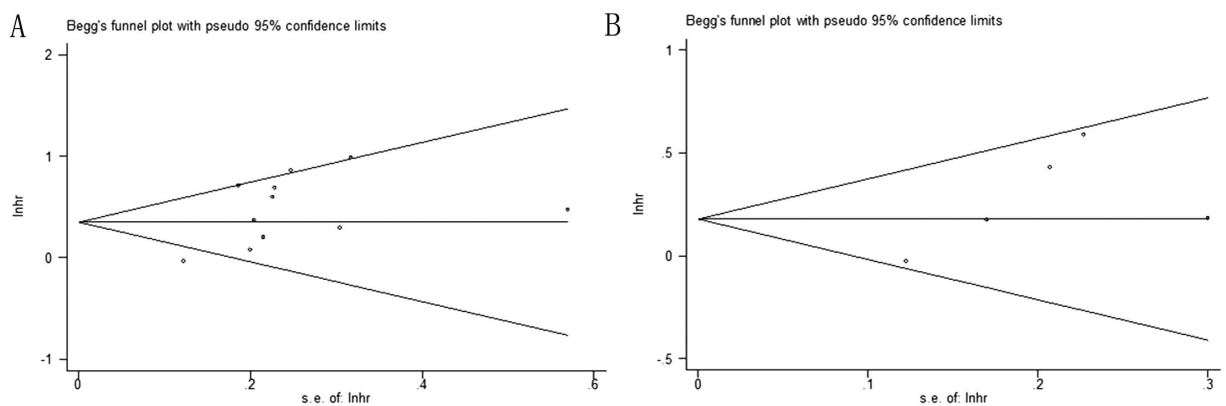 A
Begg's funnel plot with pseudo 95% confidence limits
2
1
0
-1
lnhr
0
.2
.4
.6
s.e. of: lnhr
B
Begg's funnel plot with pseudo 95% confidence limits
1
.5
0
-.5
lnhr
0
.1
.2
.3
s.e. of: lnhr